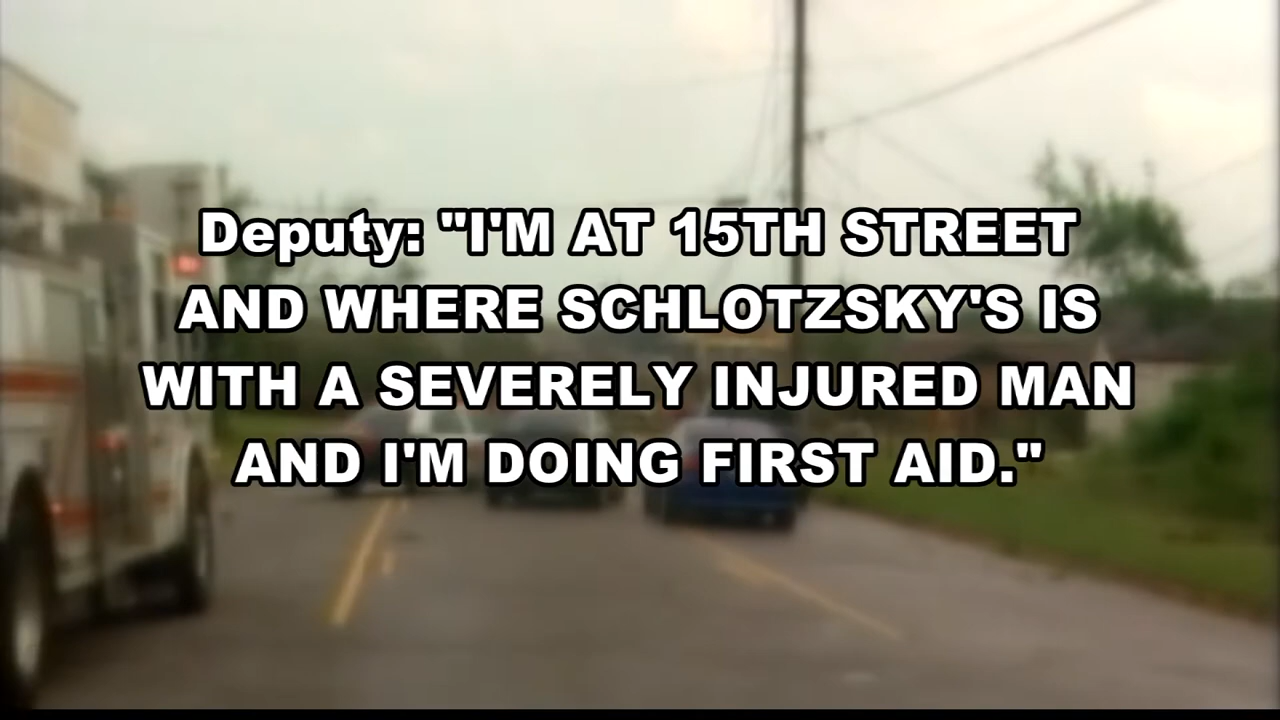 Deputy: "I'M AT 15TH STREET
AND WHERE SCHLOTZSKY'S IS
WITH A SEVERELY INJURED MAN
AND I'M DOING FIRST AID."